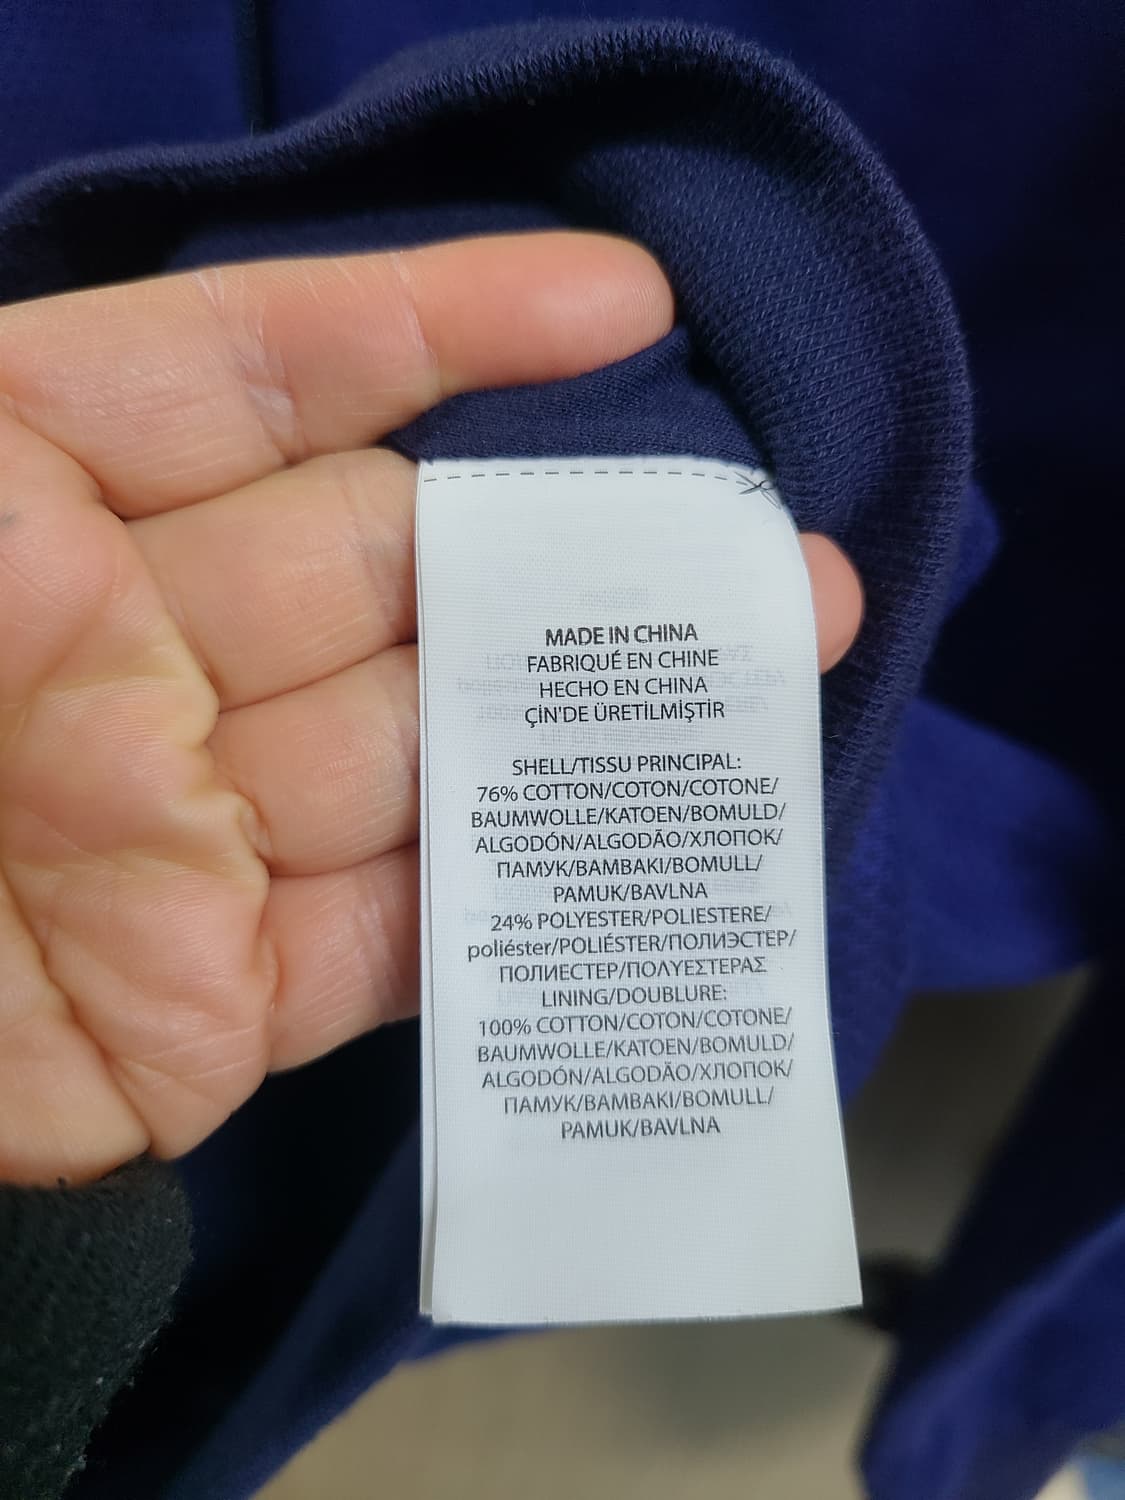 MADE IN CHINA
FABRIQUÉ EN CHINE
HECHO EN CHINA
ÇİN'DE ÜRETİLMİŞTİR
SHELL/TISSU PRINCIPAL:
76% COTTON/COTON/COTONE/
BAUMWOLLE/KATOEN/BOMULD/
ALGODÓN/ALGODÃO/ХЛОПОК/
ПАМУК/ΒΑΜΒΑΚΙ/BOMULL/
PAMUK/BAVLNA
24% POLYESTER/POLIESTERE/
poliéster/POLIÉSTER/ПОЛИЭСТЕР/
ПОЛИЕСТЕР/ΠΟΛΥΕΣΤΕΡΑΣ
LINING/DOUBLURE:
100% COTTON/COTON/COTONE/
BAUMWOLLE/KATOEN/BOMULD/
ALGODÓN/ALGODÃO/ХЛОПОК/
ПАМУК/ΒΑΜΒΑΚΙ/BOMULL/
PAMUK/BAVLNA